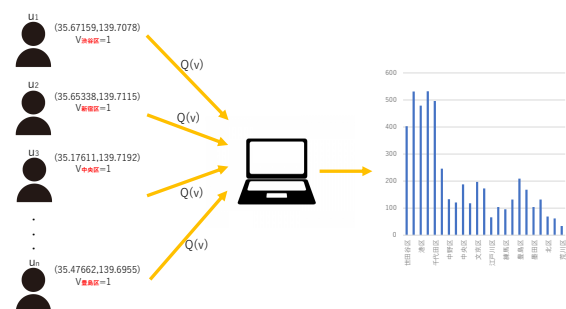 u1
(35.67159,139.7078)
V渋谷区=1
Q(v)
u2
(35.65338,139.7115)
V新宿区=1
Q(v)
u3
(35.17611,139.7192)
V中央区=1
Q(v)
.
.
.
Q(v)
un
(35.47662,139.6955)
V豊島区=1
600
500
400
300
200
100
0
世田谷区
港区
千代田区
中野区
中央区
文京区
江戸川区
練馬区
豊島区
墨田区
北区
荒川区